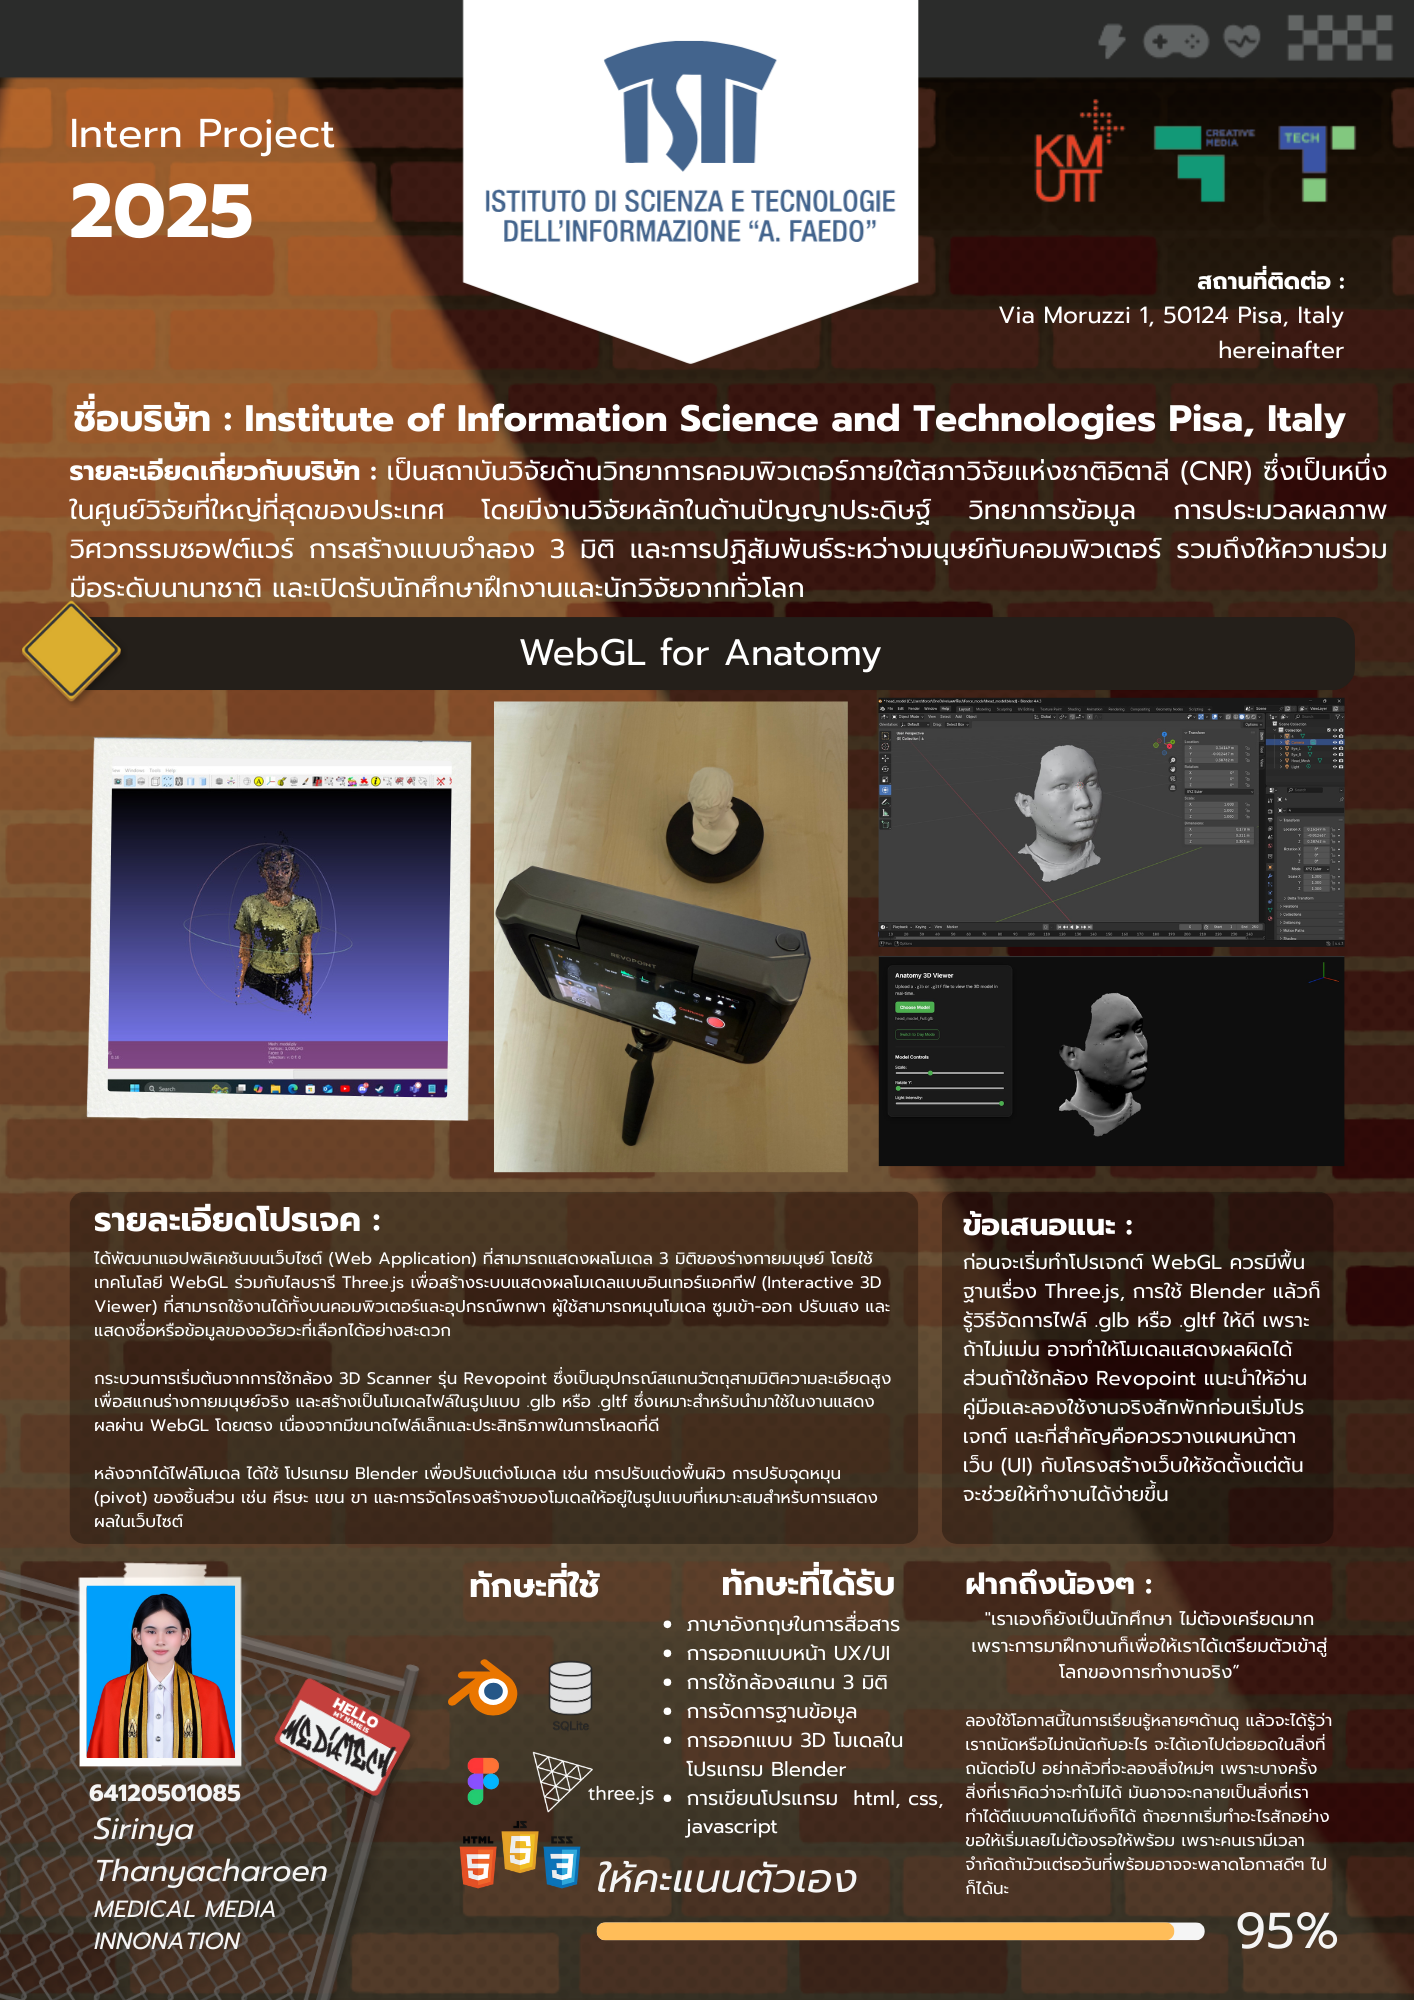 Intern Project
2025
ISTI
ISTITUTO DI SCIENZA E TECNOLOGIE
DELL'INFORMAZIONE “A. FAEDO”
KMUTT
CREATIVE
MEDIA
TECH
สถานที่ติดต่อ :
Via Moruzzi 1, 50124 Pisa, Italy
hereinafter
ชื่อบริษัท : Institute of Information Science and Technologies Pisa, Italy
รายละเอียดเกี่ยวกับบริษัท : เป็นสถาบันวิจัยด้านวิทยาการคอมพิวเตอร์ภายใต้สภาวิจัยแห่งชาติอิตาลี (CNR) ซึ่งเป็นหนึ่ง
ในศูนย์วิจัยที่ใหญ่ที่สุดของประเทศ โดยมีงานวิจัยหลักในด้านปัญญาประดิษฐ์ วิทยาการข้อมูล การประมวลผลภาพ
วิศวกรรมซอฟต์แวร์ การสร้างแบบจำลอง 3 มิติ และการปฏิสัมพันธ์ระหว่างมนุษย์กับคอมพิวเตอร์ รวมถึงให้ความร่วม
มือระดับนานาชาติ และเปิดรับนักศึกษาฝึกงานและนักวิจัยจากทั่วโลก
WebGL for Anatomy
Windows Tools Help
Search
REVOPOINT
Anatomy 3D Viewer
Upload a .glb or .gltf file to view the 3D model in
real-time.
Choose Model
Model Controls
Scale:
Rotate Y:
Light Intensity:
รายละเอียดโปรเจค :
ได้พัฒนาแอปพลิเคชันบนเว็บไซต์ (Web Application) ที่สามารถแสดงผลโมเดล 3 มิติของร่างกายมนุษย์ โดยใช้
เทคโนโลยี WebGL ร่วมกับไลบรารี Three.js เพื่อสร้างระบบแสดงผลโมเดลแบบอินเทอร์แอคทีฟ (Interactive 3D
Viewer) ที่สามารถใช้งานได้ทั้งบนคอมพิวเตอร์และอุปกรณ์พกพา ผู้ใช้สามารถหมุนโมเดล ซูมเข้า-ออก ปรับแสง และ
แสดงชื่อหรือข้อมูลของอวัยวะที่เลือกได้อย่างสะดวก
กระบวนการเริ่มต้นจากการใช้กล้อง 3D Scanner รุ่น Revopoint ซึ่งเป็นอุปกรณ์สแกนวัตถุสามมิติความละเอียดสูง
เพื่อสแกนร่างกายมนุษย์จริง และสร้างเป็นโมเดลไฟล์ในรูปแบบ .glb หรือ .gltf ซึ่งเหมาะสำหรับนำมาใช้ในงานแสดง
ผลผ่าน WebGL โดยตรง เนื่องจากมีขนาดไฟล์เล็กและประสิทธิภาพในการโหลดที่ดี
หลังจากได้ไฟล์โมเดล ได้ใช้ โปรแกรม Blender เพื่อปรับแต่งโมเดล เช่น การปรับแต่งพื้นผิว การปรับจุดหมุน
(pivot) ของชิ้นส่วน เช่น ศีรษะ แขน ขา และการจัดโครงสร้างของโมเดลให้อยู่ในรูปแบบที่เหมาะสมสำหรับการแสดง
ผลในเว็บไซต์
ข้อเสนอแนะ :
ก่อนจะเริ่มทำโปรเจกต์ WebGL ควรมีพื้น
ฐานเรื่อง Three.js, การใช้ Blender แล้วก็
รู้วิธีจัดการไฟล์ .glb หรือ .gltf ให้ดี เพราะ
ถ้าไม่แม่น อาจทำให้โมเดลแสดงผลผิดได้
ส่วนถ้าใช้กล้อง Revopoint แนะนำให้อ่าน
คู่มือและลองใช้งานจริงสักพักก่อนเริ่มโปร
เจกต์ และที่สำคัญคือควรวางแผนหน้าตา
เว็บ (UI) กับโครงสร้างเว็บให้ชัดตั้งแต่ต้น
จะช่วยให้ทำงานได้ง่ายขึ้น
HELLO
MY NAME IS
MEDIATECH
64120501085
Sirinya
Thanyacharoen
MEDICAL MEDIA
INNONATION
ทักษะที่ใช้
SQLite
three.js
HTML
JS
CSS
5
5
3
ทักษะที่ได้รับ
• ภาษาอังกฤษในการสื่อสาร
• การออกแบบหน้า UX/UI
• การใช้กล้องสแกน 3 มิติ
• การจัดการฐานข้อมูล
• การออกแบบ 3D โมเดลใน
โปรแกรม Blender
• การเขียนโปรแกรม html, css,
javascript
ฝากถึงน้องๆ :
"เราเองก็ยังเป็นนักศึกษา ไม่ต้องเครียดมาก
เพราะการมาฝึกงานก็เพื่อให้เราได้เตรียมตัวเข้าสู่
โลกของการทำงานจริง”
ลองใช้โอกาสนี้ในการเรียนรู้หลายๆด้านดู แล้วจะได้รู้ว่า
เราถนัดหรือไม่ถนัดกับอะไร จะได้เอาไปต่อยอดในสิ่งที่
ถนัดต่อไป อย่ากลัวที่จะลองสิ่งใหม่ๆ เพราะบางครั้ง
สิ่งที่เราคิดว่าจะทำไม่ได้ มันอาจจะกลายเป็นสิ่งที่เรา
ทำได้ดีแบบคาดไม่ถึงก็ได้ ถ้าอยากเริ่มทำอะไรสักอย่าง
ขอให้เริ่มเลยไม่ต้องรอให้พร้อม เพราะคนเรามีเวลา
จำกัดถ้ามัวแต่รอวันที่พร้อมอาจจะพลาดโอกาสดีๆ ไป
ก็ได้นะ
ให้คะแนนตัวเอง
95%